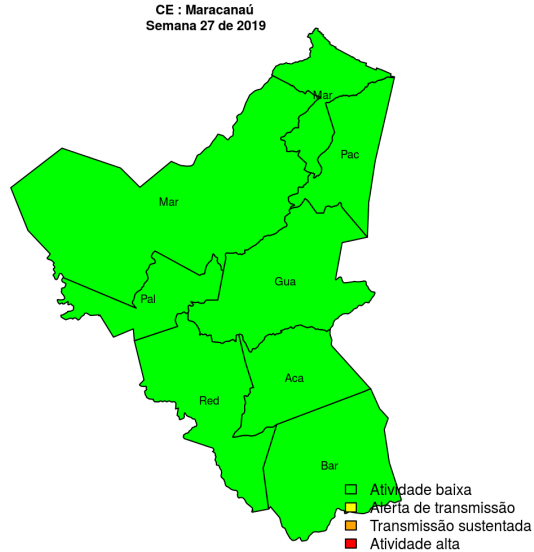 CE : Maracanaú
Semana 27 de 2019
Mar
Pac
Mar
Gua
Pal
Aca
Red
Bar
Atividade baixa
Alerta de transmissão
Transmissão sustentada
Atividade alta